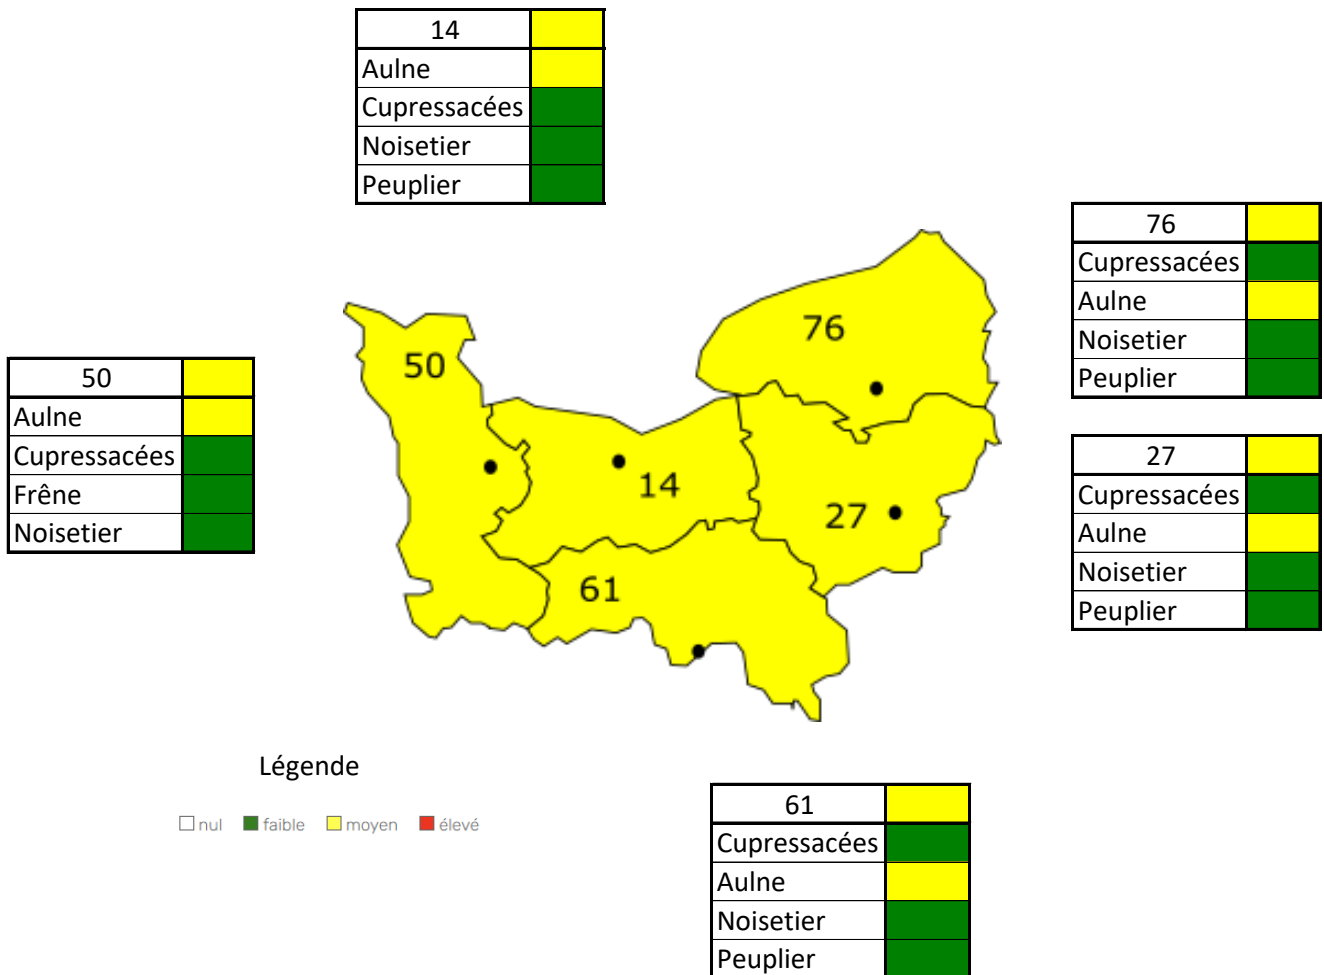 14
Aulne
Cupressacées
Noisetier
Peuplier
76
Cupressacées
Aulne
Noisetier
Peuplier
50
Aulne
Cupressacées
Frêne
Noisetier
76
50
14
27
61
27
Cupressacées
Aulne
Noisetier
Peuplier
Légende
nul faible moyen élevé
61
Cupressacées
Aulne
Noisetier
Peuplier